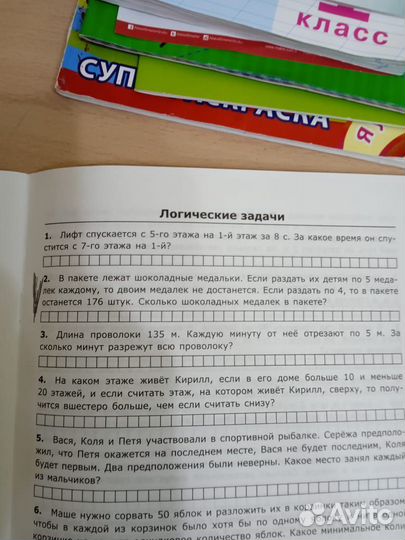 класс
СУП
РАСКРАСКА
Логические задачи
1. Лифт спускается с 5-го этажа на 1-й этаж за 8 с. За какое время он спу-
стится с 7-го этажа на 1-й?
2. В пакете лежат шоколадные медальки. Если раздать их детям по 5 меда-
лек каждому, то двоим медалек не достанется. Если раздать по 4, то в пакете
останется 176 штук. Сколько шоколадных медалек в пакете?
3. Длина проволоки 135 м. Каждую минуту от неё отрезают по 5 м. За
сколько минут разрежут всю проволоку?
4. На каком этаже живёт Кирилл, если в его доме больше 10 и меньше
20 этажей, и если считать этаж, на котором живёт Кирилл, сверху, то полу-
чится вшестеро больше, чем если считать снизу?
5. Вася, Коля и Петя участвовали в спортивной рыбалке. Серёжа предполо-
жил, что Петя окажется на последнем месте, Вася не будет последним, Коля
будет первым. Два предположения были неверны. Какое место занял каждый
из мальчиков?
6. Маше нужно сорвать 50 яблок и разложить их в корзинки таким образом
чтобы в каждой из корзинок было хотя бы по одному
количество яблок. Какое минимальное
Avito